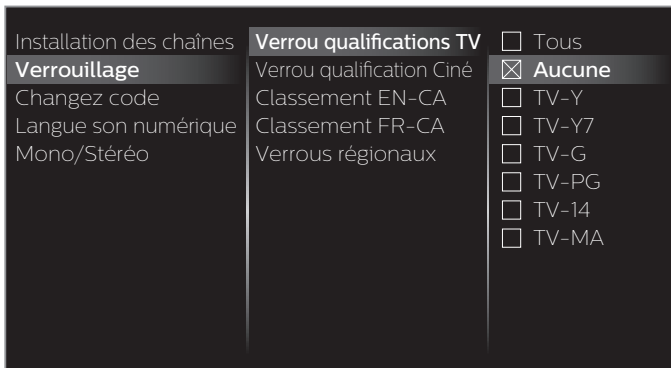 Installation des chaînes
Verrouillage
Changez code
Langue son numérique
Mono/Stéréo
Verrou qualifications TV
Verrou qualification Ciné
Classement EN-CA
Classement FR-CA
Verrous régionaux
Tous
Aucune
TV-Y
TV-Y7
TV-G
TV-PG
TV-14
TV-MA